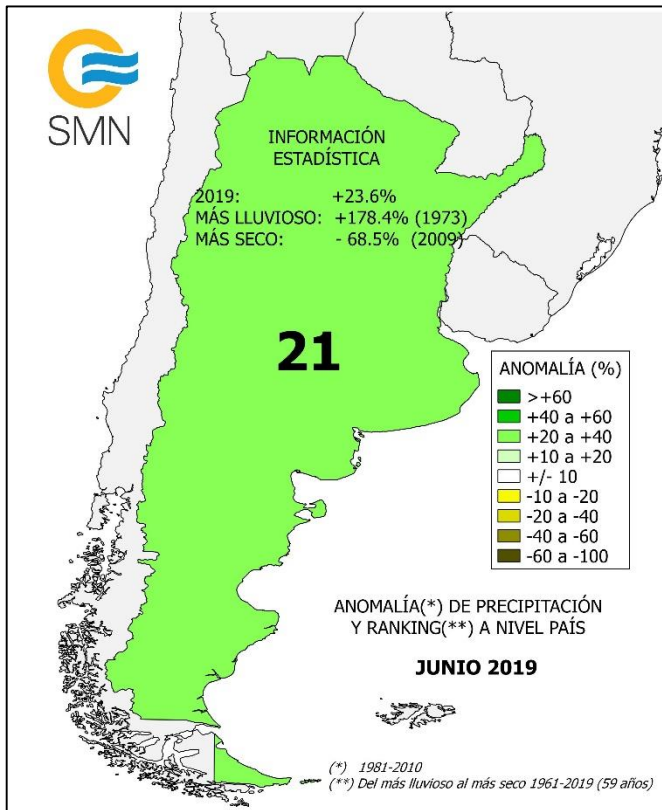 SMN
INFORMACIÓN
ESTADÍSTICA
2019: +23.6%
MÁS LLUVIOSO: +178.4% (1973)
MÁS SECO: - 68.5% (2009)
21
ANOMALÍA (%)
>+60
+40 a +60
+20 a +40
+10 a +20
+/- 10
-10 a -20
-20 a -40
-40 a -60
-60 a -100
ANOMALÍA(*) DE PRECIPITACIÓN
Y RANKING(**) A NIVEL PAÍS
JUNIO 2019
(*) 1981-2010
(**) Del más lluvioso al más seco 1961-2019 (59 años)